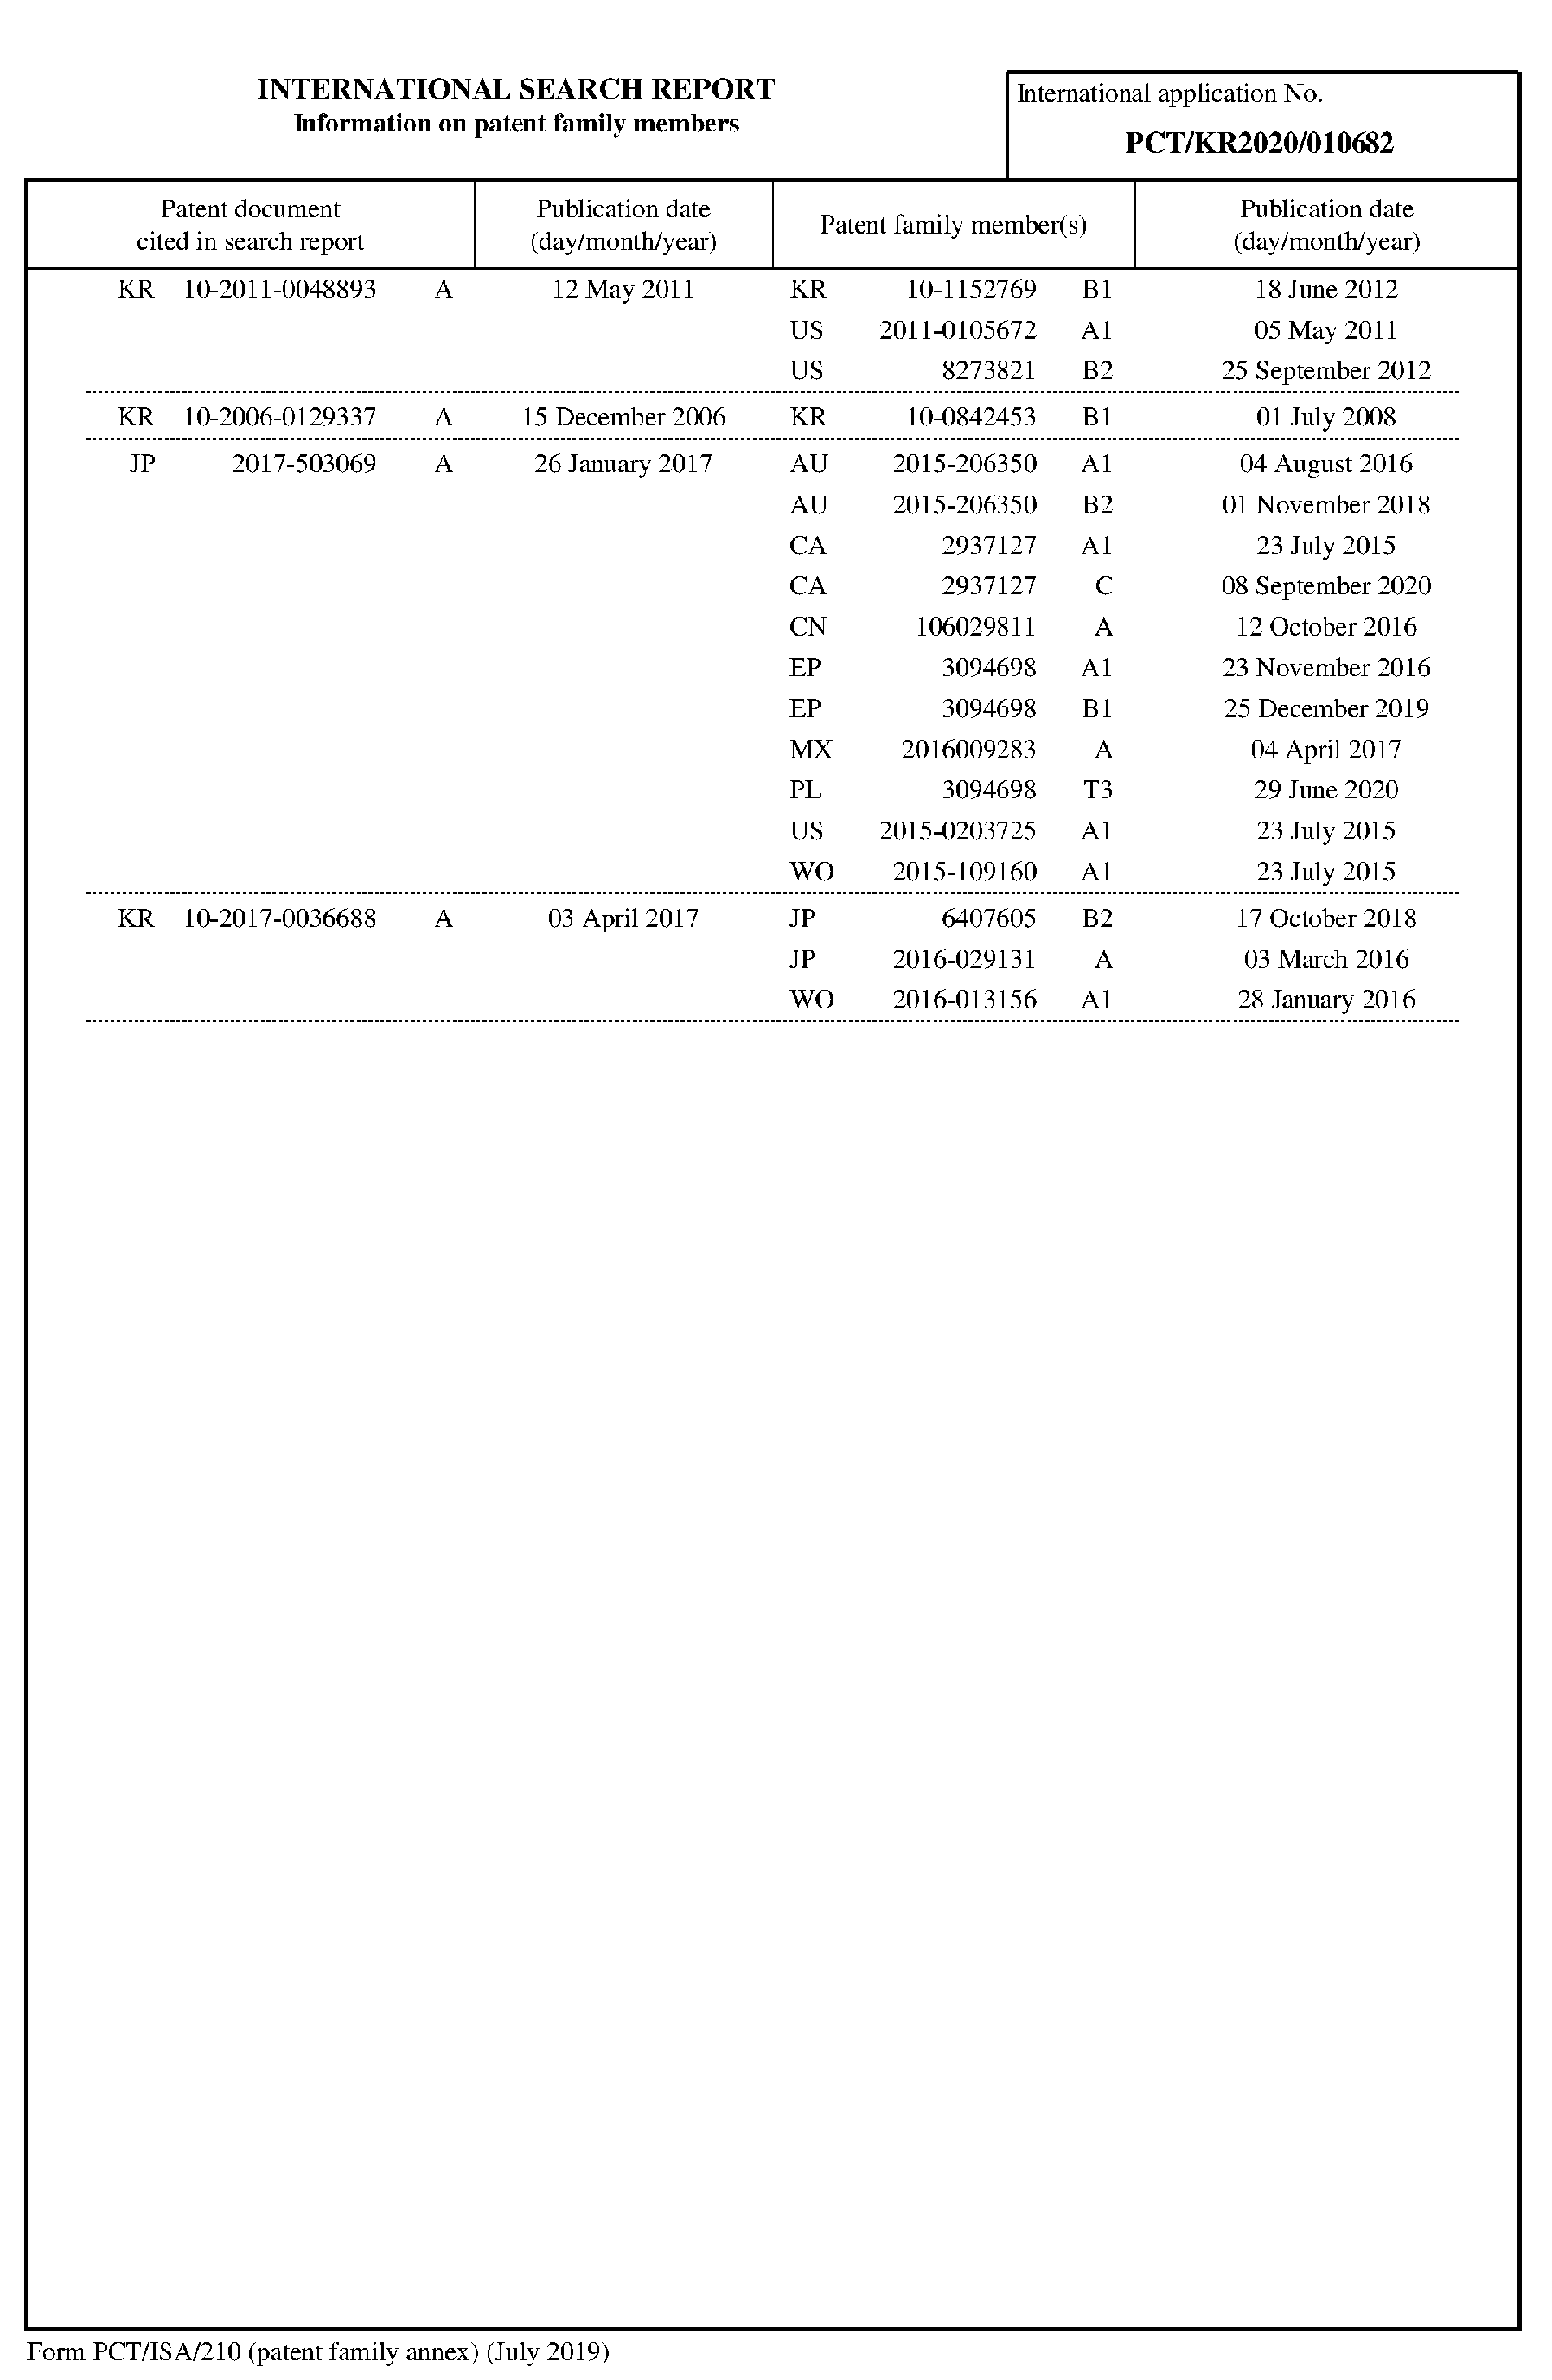 INTERNATIONAL SEARCH REPORT
Information on patent family members
International application No.
PCT/KR2020/010682
Patent document
cited in search report
Publication date
(day/month/year)
Patent family member(s)
Publication date
(day/month/year)
KR 10-2011-0048893 A 12 May 2011 KR 10-1152769 B1 18 June 2012
US 2011-0105672 A1 05 May 2011
US 8273821 B2 25 September 2012
KR 10-2006-0129337 A 15 December 2006 KR 10-0842453 B1 01 July 2008
JP 2017-503069 A 26 January 2017 AU 2015-206350 A1 04 August 2016
AU 2015-206350 B2 01 November 2018
CA 2937127 A1 23 July 2015
CA 2937127 C 08 September 2020
CN 106029811 A 12 October 2016
EP 3094698 A1 23 November 2016
EP 3094698 B1 25 December 2019
MX 2016009283 A 04 April 2017
PL 3094698 T3 29 June 2020
US 2015-0203725 A1 23 July 2015
WO 2015-109160 A1 23 July 2015
KR 10-2017-0036688 A 03 April 2017 JP 6407605 B2 17 October 2018
JP 2016-029131 A 03 March 2016
WO 2016-013156 A1 28 January 2016
Form PCT/ISA/210 (patent family annex) (July 2019)